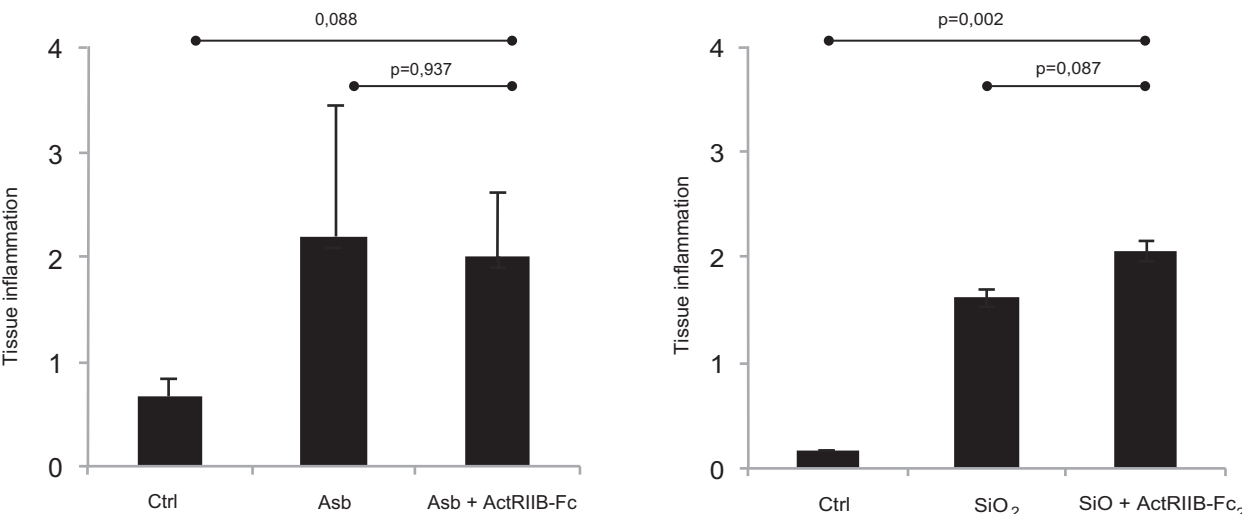 0,088
p=0,937
4
3
2
1
0
Tissue inflammation
Ctrl
Asb
Asb + ActRIIB-Fc
p=0,002
p=0,087
4
3
2
1
0
Tissue inflammation
Ctrl
SiO₂
SiO + ActRIIB-Fc₂